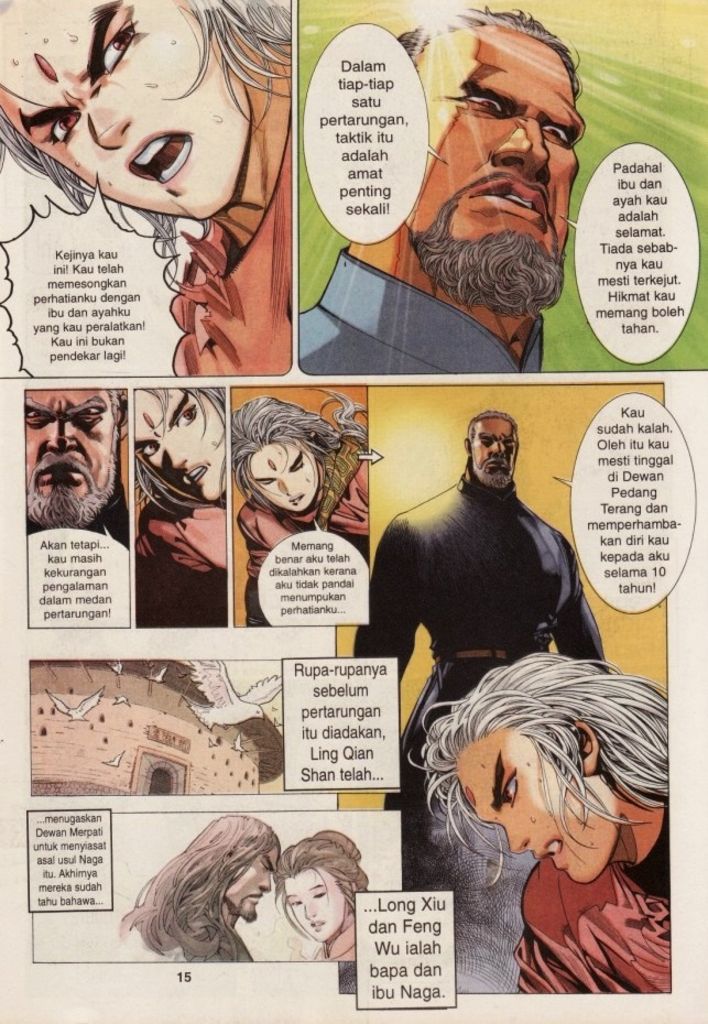 Kejinya kau
ini! Kau telah
memesongkan
perhatianku dengan
ibu dan ayahku
yang kau peralatkan!
Kau ini bukan
pendekar lagi!
Dalam
tiap-tiap
satu
pertarungan,
taktik itu
adalah
amat
penting
sekali!
Padahal
ibu dan
ayah kau
adalah
selamat.
Tiada sebab-
nya kau
mesti terkejut.
Hikmat kau
memang boleh
tahan.
Akan tetapi...
kau masih
kekurangan
pengalaman
dalam medan
pertarungan!
Memang
benar aku telah
dikalahkan kerana
aku tidak pandai
menumpukan
perhatianku...
Kau
sudah kalah.
Oleh itu kau
mesti tinggal
di Dewan
Pedang
Terang dan
memperhamba-
kan diri kau
kepada aku
selama 10
tahun!
Rupa-rupanya
sebelum
pertarungan
itu diadakan,
Ling Qian
Shan telah...
...menugaskan
Dewan Merpati
untuk menyiasat
asal usul Naga
itu. Akhirnya
mereka sudah
tahu bahawa...
...Long Xiu
dan Feng
Wu ialah
bapa dan
ibu Naga.
15